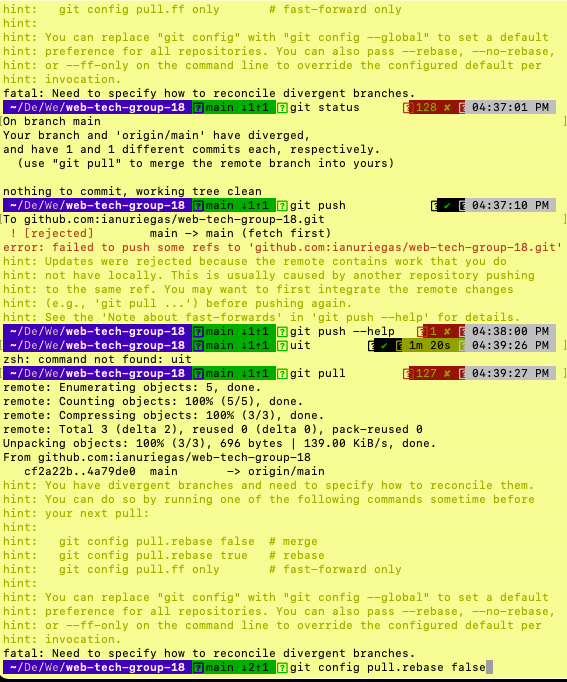 hint:   git config pull.ff only       # fast-forward only
hint:
hint: You can replace "git config" with "git config --global" to set a default
hint: preference for all repositories. You can also pass --rebase, --no-rebase,
hint: or --ff-only on the command line to override the configured default per
hint: invocation.
fatal: Need to specify how to reconcile divergent branches.
~/De/We/web-tech-group-18 ? main ↓1↑1 ? git status ? 128 ✘ ? 04:37:01 PM
On branch main
Your branch and 'origin/main' have diverged,
and have 1 and 1 different commits each, respectively.
  (use "git pull" to merge the remote branch into yours)
nothing to commit, working tree clean
~/De/We/web-tech-group-18 ? main ↓1↑1 ? git push ? ✔ ? 04:37:10 PM
To github.com:ianuriegas/web-tech-group-18.git
 ! [rejected]        main -> main (fetch first)
error: failed to push some refs to 'github.com:ianuriegas/web-tech-group-18.git'
hint: Updates were rejected because the remote contains work that you do
hint: not have locally. This is usually caused by another repository pushing
hint: to the same ref. You may want to first integrate the remote changes
hint: (e.g., 'git pull ...') before pushing again.
hint: See the 'Note about fast-forwards' in 'git push --help' for details.
~/De/We/web-tech-group-18 ? main ↓1↑1 ? git push --help ? 1 ✘ ? 04:38:00 PM
~/De/We/web-tech-group-18 ? main ↓1↑1 ? uit ? ✔ ? 1m 20s ? 04:39:26 PM
zsh: command not found: uit
~/De/We/web-tech-group-18 ? main ↓1↑1 ? git pull ? 127 ✘ ? 04:39:27 PM
remote: Enumerating objects: 5, done.
remote: Counting objects: 100% (5/5), done.
remote: Compressing objects: 100% (3/3), done.
remote: Total 3 (delta 2), reused 0 (delta 0), pack-reused 0
Unpacking objects: 100% (3/3), 696 bytes | 139.00 KiB/s, done.
From github.com:ianuriegas/web-tech-group-18
   cf2a22b..4a79de0  main       -> origin/main
hint: You have divergent branches and need to specify how to reconcile them.
hint: You can do so by running one of the following commands sometime before
hint: your next pull:
hint:
hint:   git config pull.rebase false  # merge
hint:   git config pull.rebase true   # rebase
hint:   git config pull.ff only       # fast-forward only
hint:
hint: You can replace "git config" with "git config --global" to set a default
hint: preference for all repositories. You can also pass --rebase, --no-rebase,
hint: or --ff-only on the command line to override the configured default per
hint: invocation.
fatal: Need to specify how to reconcile divergent branches.
~/De/We/web-tech-group-18 ? main ↓2↑1 ? git config pull.rebase false